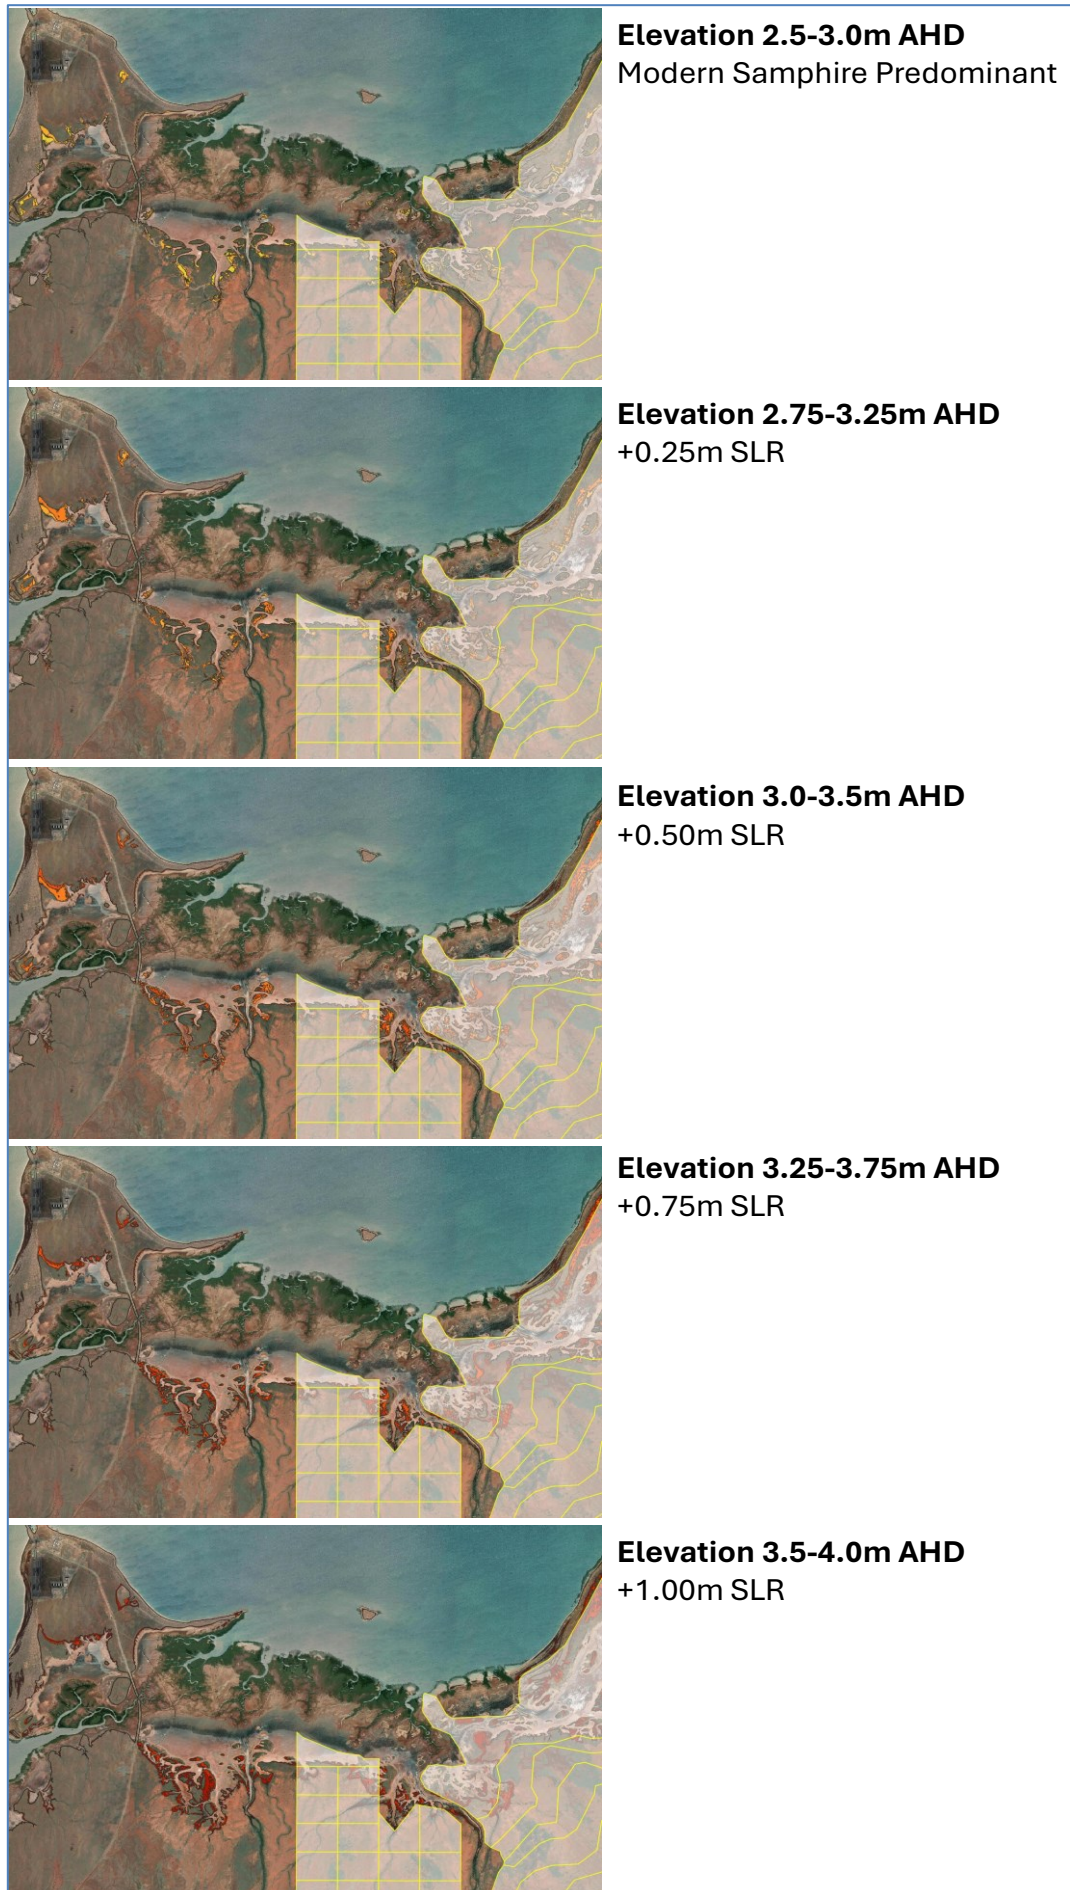 Elevation 2.5-3.0m AHD
Modern Samphire Predominant
Elevation 2.75-3.25m AHD
+0.25m SLR
Elevation 3.0-3.5m AHD
+0.50m SLR
Elevation 3.25-3.75m AHD
+0.75m SLR
Elevation 3.5-4.0m AHD
+1.00m SLR